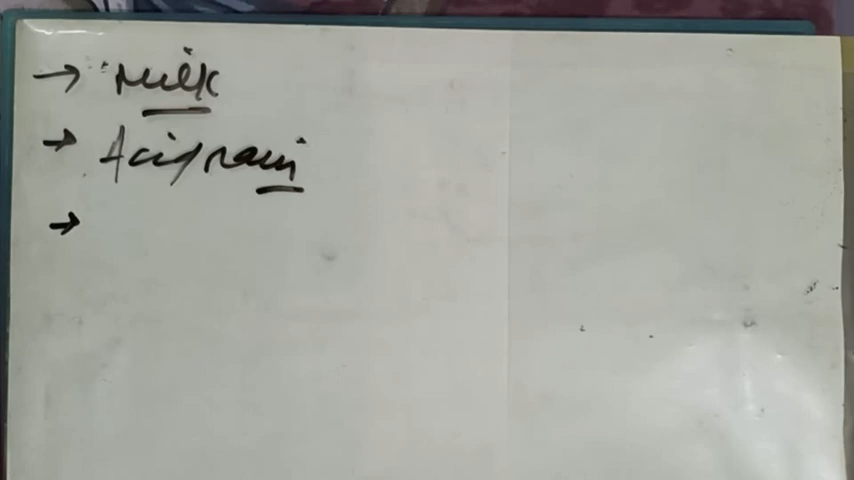 → Milk
→ Acid rain
→